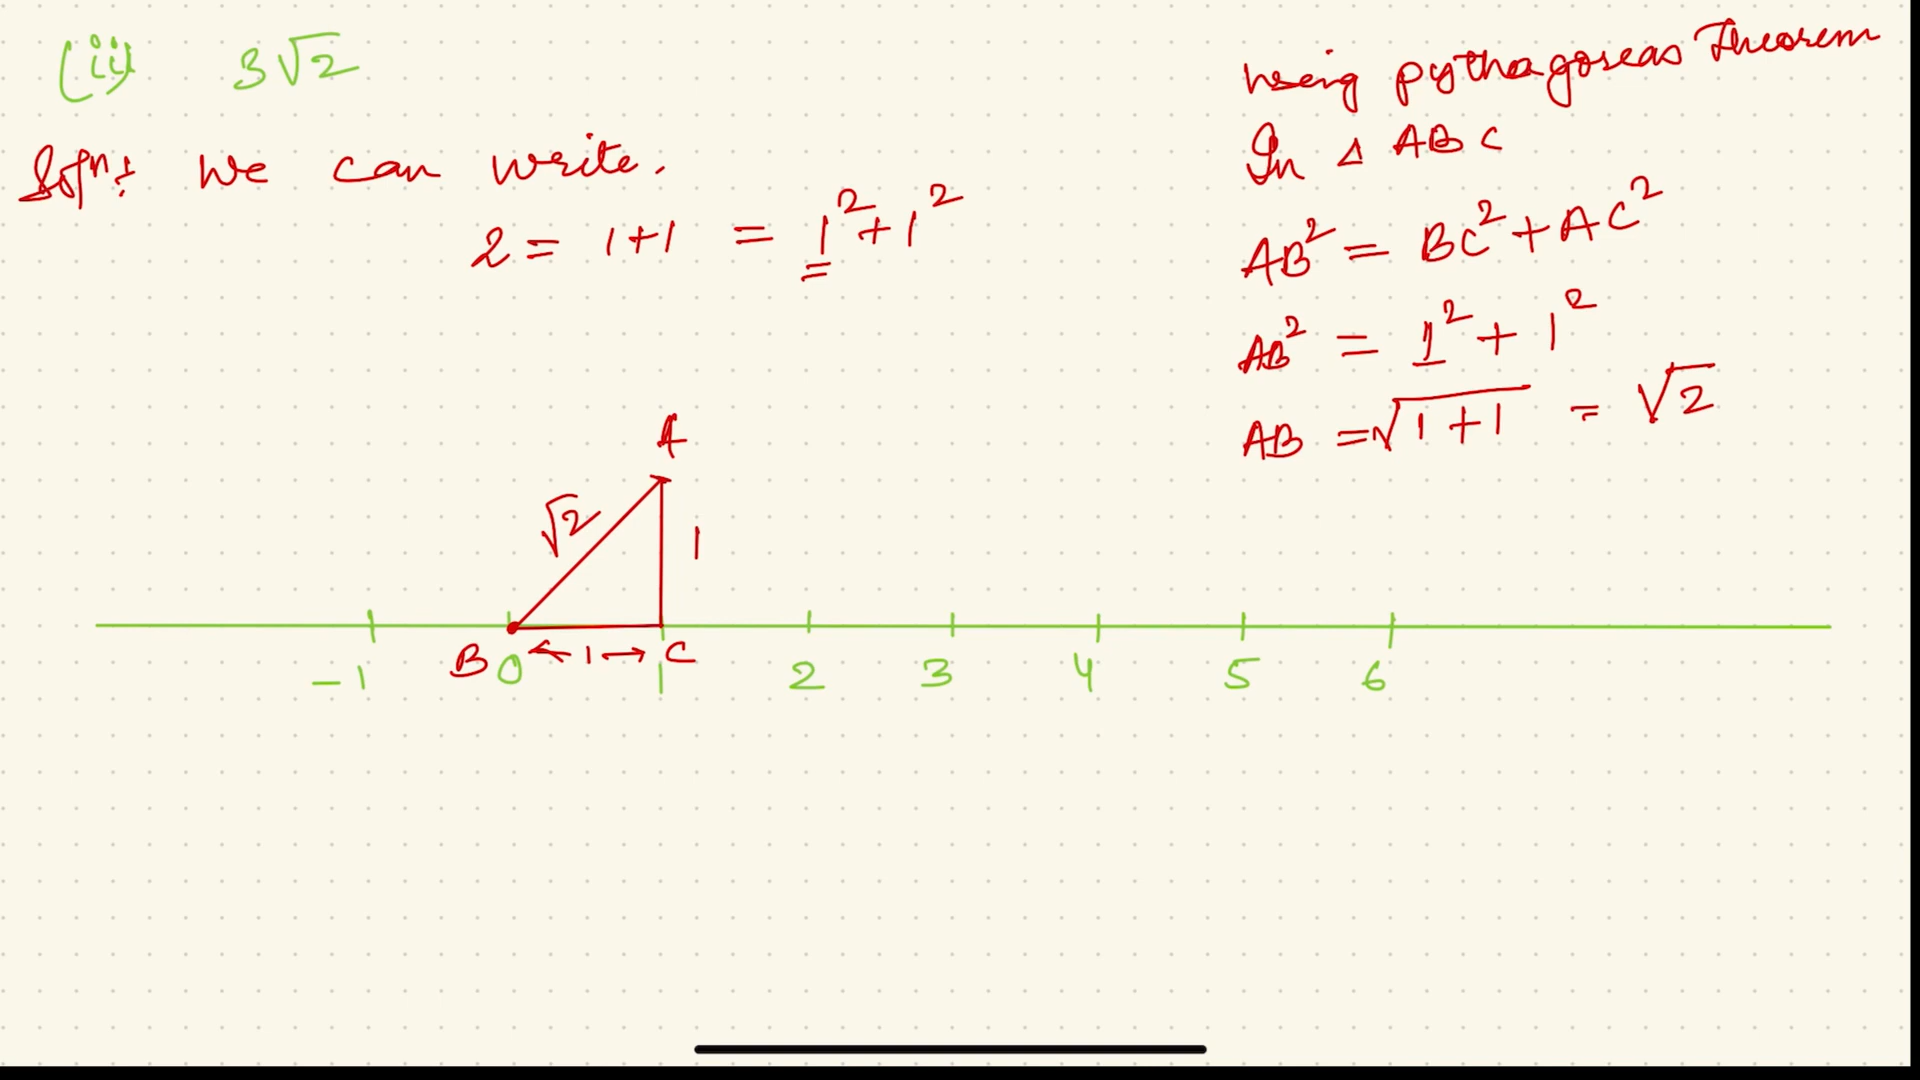 (ii) 3√2
Solⁿ: We can write.
2 = 1+1 = 1² + 1²
using pythagoreas Theorem
In △ ABC
AB² = BC² + AC²
AB² = 1² + 1²
AB = √1+1 = √2
A
√2
1
B ← 1 → C
-1 0 1 2 3 4 5 6